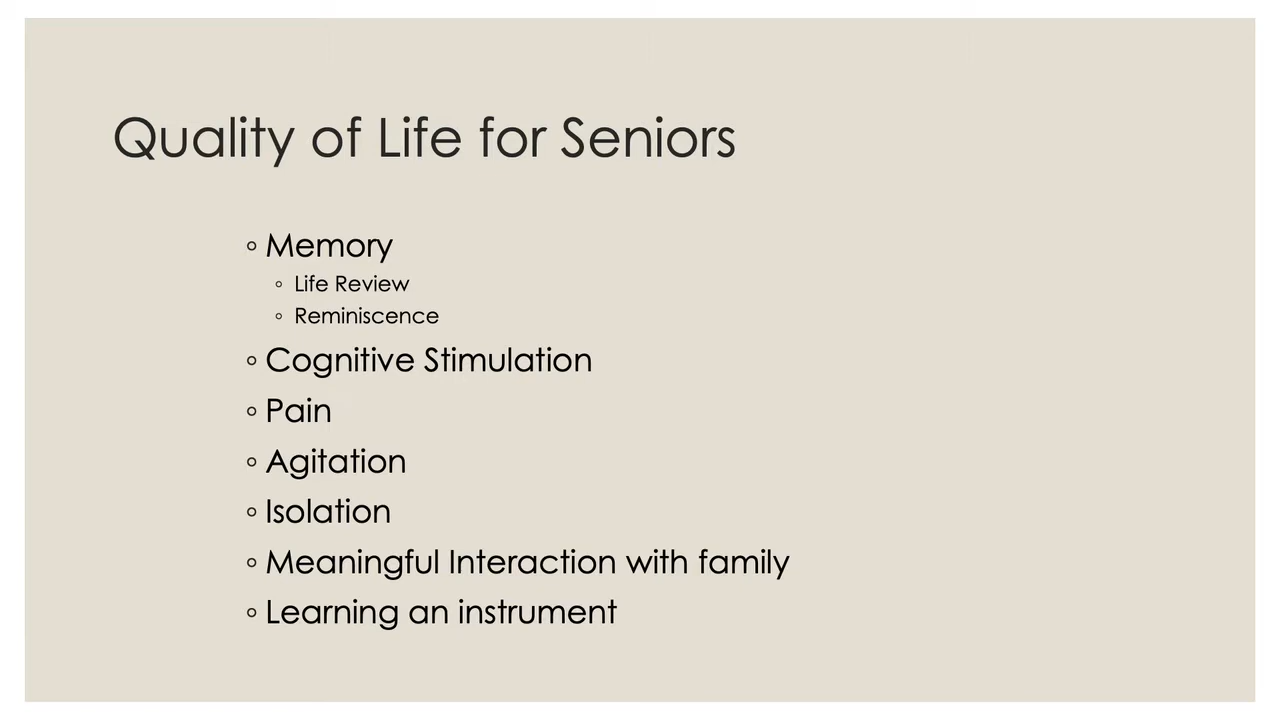 Quality of Life for Seniors
◦ Memory
◦ Life Review
◦ Reminiscence
◦ Cognitive Stimulation
◦ Pain
◦ Agitation
◦ Isolation
◦ Meaningful Interaction with family
◦ Learning an instrument